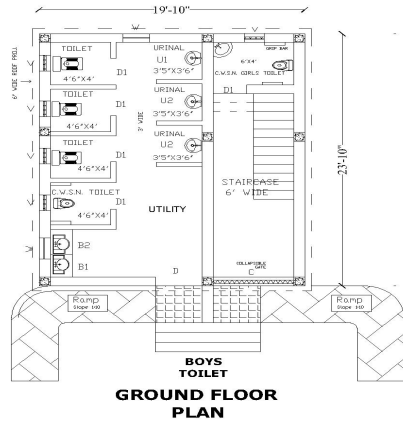 19'-10"
TOILET
4'6"X4'
D1
URINAL
U1
3'5"X3'6"
GROP BAR
6'X4'
C.W.S.N. GIRLS TOILET
D1
6" WIDE ROOF PROJ.
TOILET
4'6"X4'
D1
3' WIDE
URINAL
U2
3'5"X3'6"
TOILET
4'6"X4'
D1
URINAL
U2
3'5"X3'6"
23'-10"
C.W.S.N. TOILET
4'6"X4'
D1
STAIRCASE
6' WIDE
UTILITY
B2
B1
D
COLLAPSIBLE
GATE
C
Ramp
Slope 1:10
Ramp
Slope 1:10
BOYS
TOILET
GROUND FLOOR
PLAN